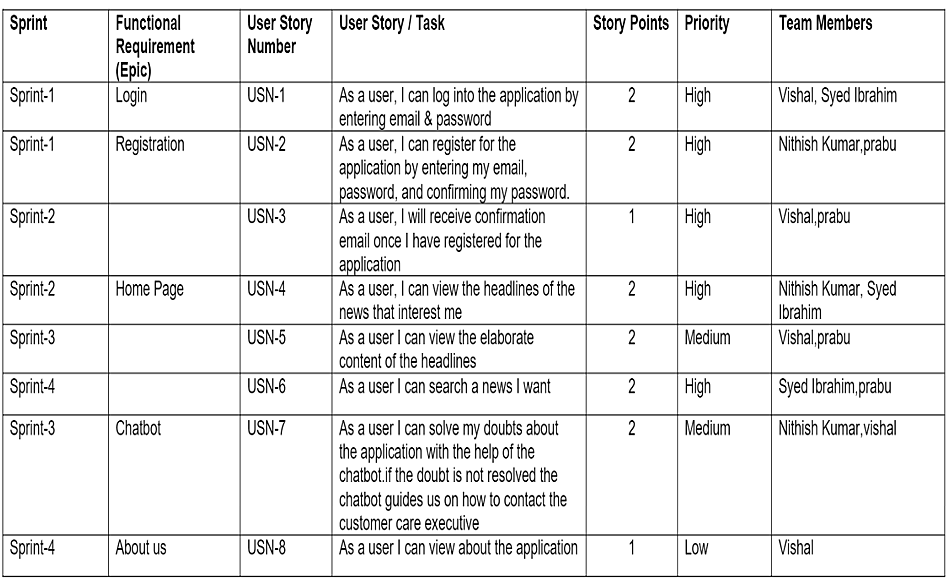 Sprint Functional Requirement (Epic) User Story Number User Story / Task Story Points Priority Team Members
Sprint-1 Login USN-1 As a user, I can log into the application by entering email & password 2 High Vishal, Syed Ibrahim
Sprint-1 Registration USN-2 As a user, I can register for the application by entering my email, password, and confirming my password. 2 High Nithish Kumar,prabu
Sprint-2 USN-3 As a user, I will receive confirmation email once I have registered for the application 1 High Vishal,prabu
Sprint-2 Home Page USN-4 As a user, I can view the headlines of the news that interest me 2 High Nithish Kumar, Syed Ibrahim
Sprint-3 USN-5 As a user I can view the elaborate content of the headlines 2 Medium Vishal,prabu
Sprint-4 USN-6 As a user I can search a news I want 2 High Syed Ibrahim,prabu
Sprint-3 Chatbot USN-7 As a user I can solve my doubts about the application with the help of the chatbot.if the doubt is not resolved the chatbot guides us on how to contact the customer care executive 2 Medium Nithish Kumar,vishal
Sprint-4 About us USN-8 As a user I can view about the application 1 Low Vishal